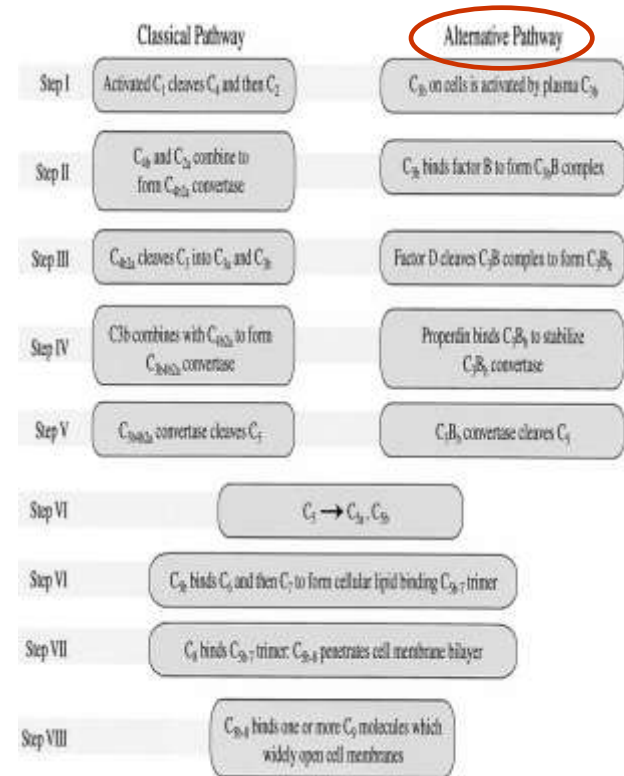 Classical Pathway
Alternative Pathway
Step I
Activated C1 cleaves C4 and then C2
C3b on cells is activated by plasma C3b
Step II
C4b and C2a combine to
form C4b2a convertase
C3b binds factor B to form C3bB complex
Step III
C4b2a cleaves C3 into C3a and C3b
Factor D cleaves C3B complex to form C3Bb
Step IV
C3b combines with C4b2a to form
C3b4b2a convertase
Properdin binds C3Bb to stabilize
C3Bb convertase
Step V
C3b4b2a convertase cleaves C5
C3Bb convertase cleaves C5
Step VI
C5 → C5a, C5b
Step VI
C5b binds C6 and then C7 to form cellular lipid binding C5b-7 trimer
Step VII
C8 binds C5b-7 trimer: C5b-8 penetrates cell membrane bilayer
Step VIII
C5b-8 binds one or more C9 molecules which
widely open cell membranes